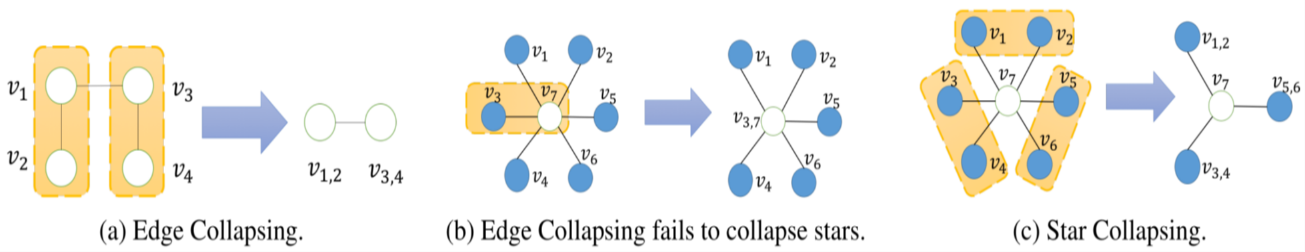 v₁
v₃
v₂
v₄
v₁,₂
v₃,₄
(a) Edge Collapsing.
v₁
v₂
v₃
v₇
v₅
v₄
v₆
v₁
v₂
v₃,₇
v₅
v₄
v₆
(b) Edge Collapsing fails to collapse stars.
v₁
v₂
v₃
v₇
v₅
v₄
v₆
v₁,₂
v₇
v₅,₆
v₃,₄
(c) Star Collapsing.